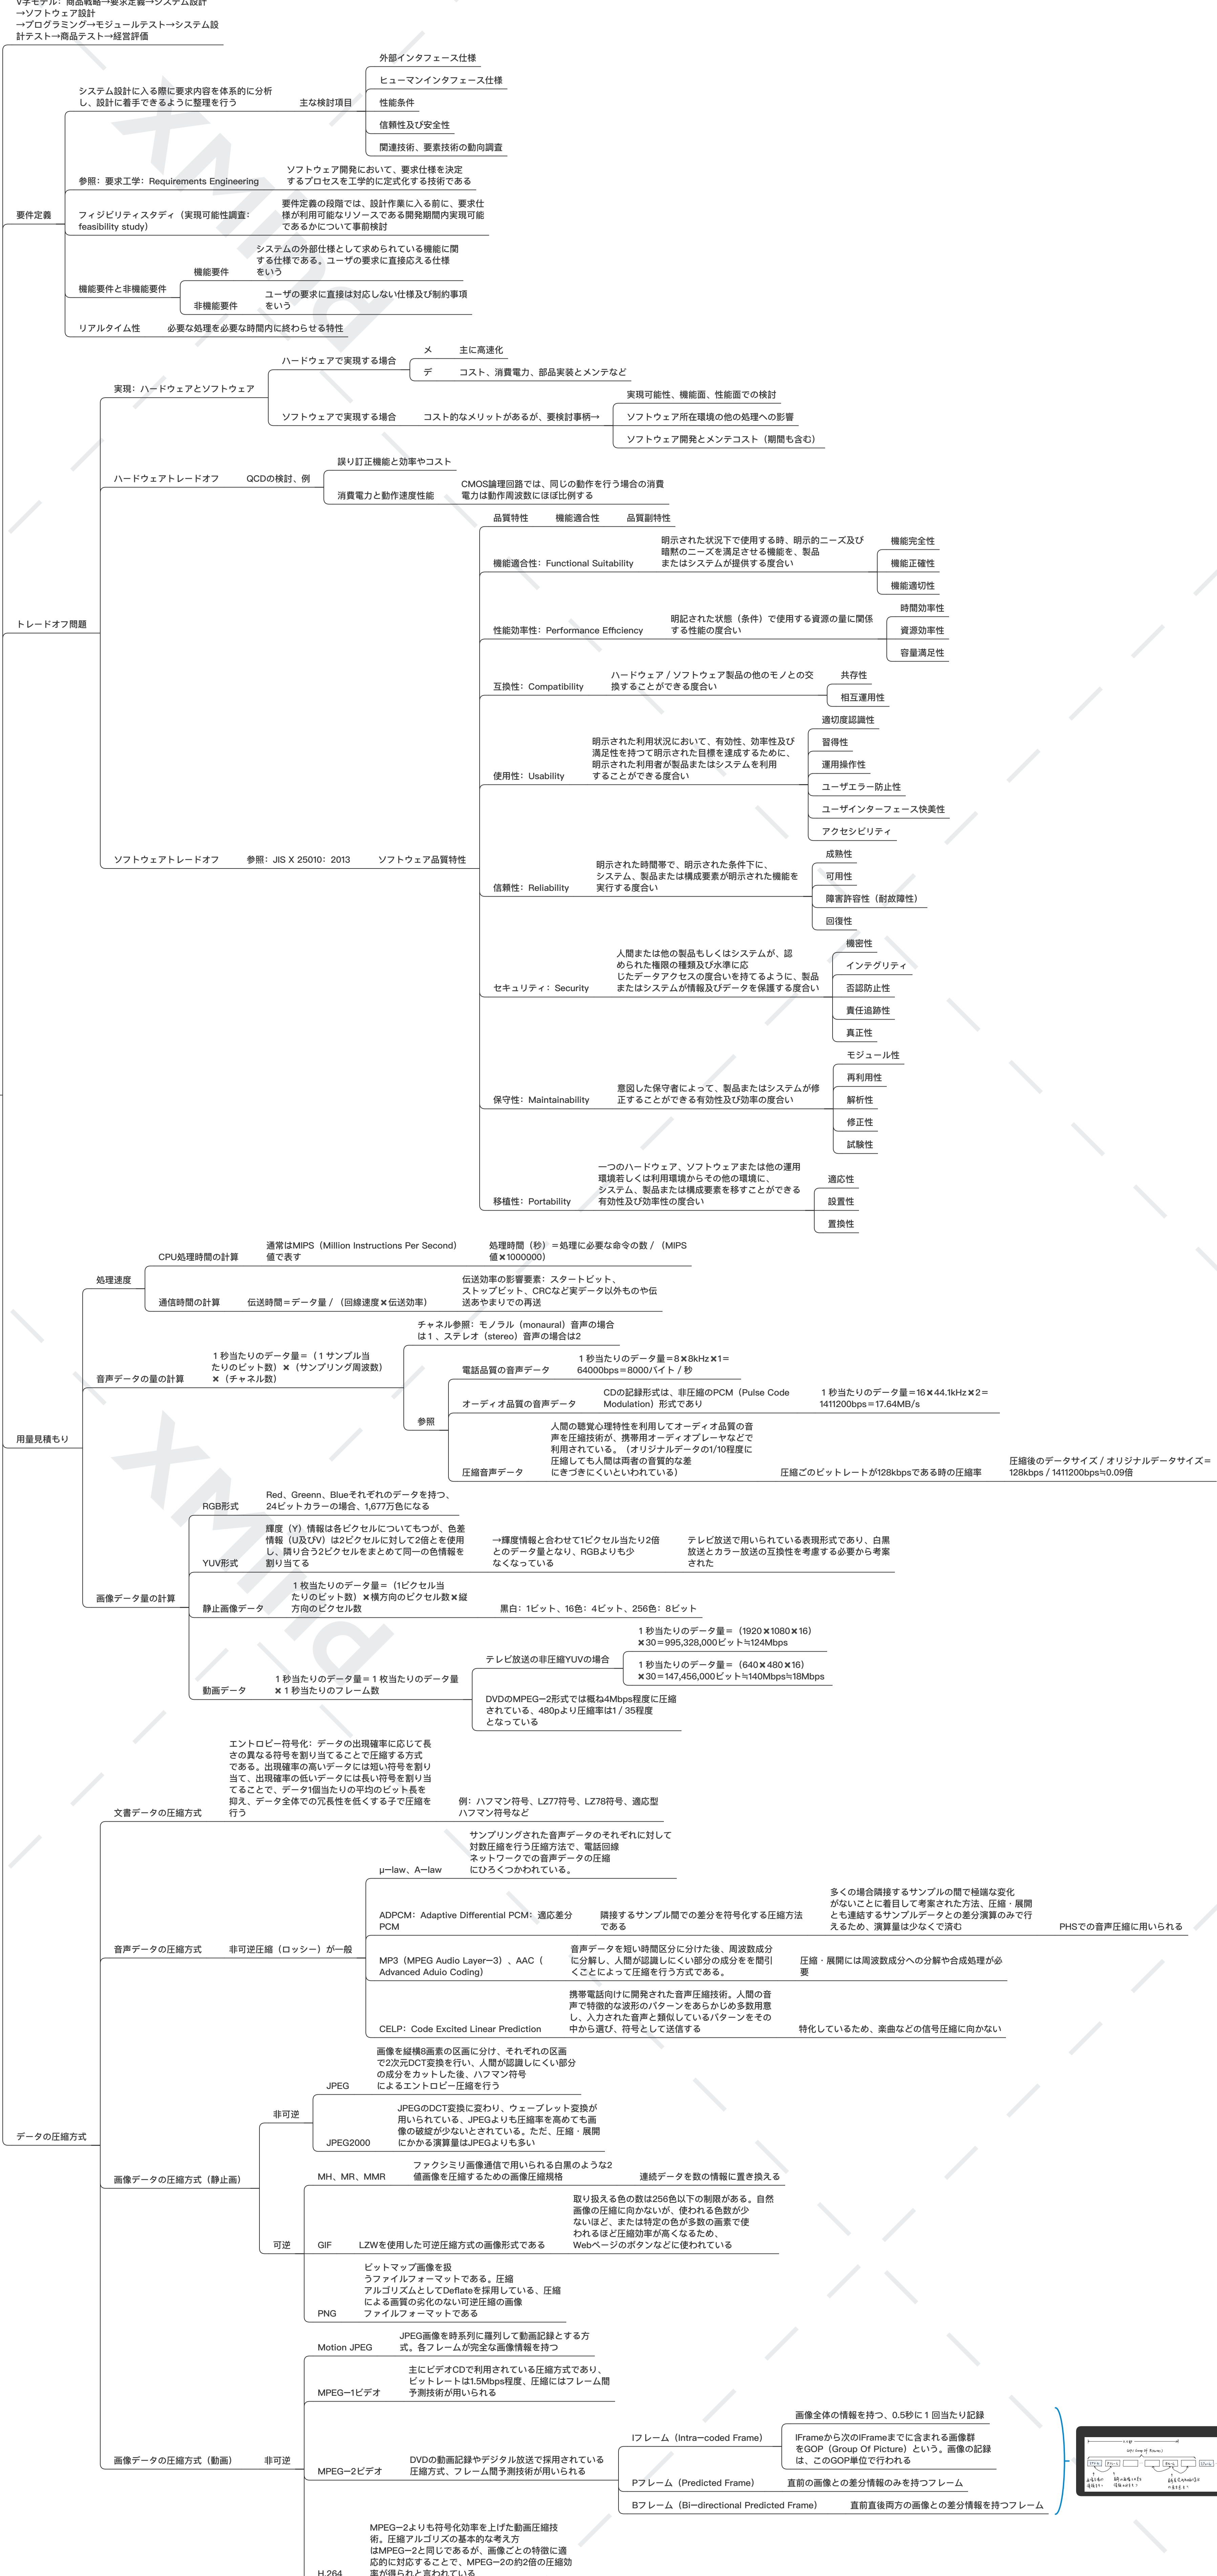 V字モデル：商品戦略→要求定義→システム設計
→ソフトウェア設計
→プログラミング→モジュールテスト→システム設
計テスト→商品テスト→経営評価
要件定義
システム設計に入る際に要求内容を体系的に分析
し、設計に着手できるように整理を行う
主な検討項目
外部インタフェース仕様
ヒューマンインタフェース仕様
性能条件
信頼性及び安全性
関連技術、要素技術の動向調査
参照：要求工学：Requirements Engineering
ソフトウェア開発において、要求仕様を決定
するプロセスを工学的に定式化する技術である
フィジビリティスタディ（実現可能性調査：
feasibility study）
要件定義の段階では、設計作業に入る前に、要求仕
様が利用可能なリソースである開発期間内実現可能
であるかについて事前検討
機能要件と非機能要件
機能要件
システムの外部仕様として求められている機能に関
する仕様である。ユーザの要求に直接応える仕様
をいう
非機能要件
ユーザの要求に直接は対応しない仕様及び制約事項
をいう
リアルタイム性
必要な処理を必要な時間内に終わらせる特性
トレードオフ問題
実現：ハードウェアとソフトウェア
ハードウェアで実現する場合
メ
主に高速化
デ
コスト、消費電力、部品実装とメンテなど
ソフトウェアで実現する場合
コスト的なメリットがあるが、要検討事柄→
実現可能性、機能面、性能面での検討
ソフトウェア所在環境の他の処理への影響
ソフトウェア開発とメンテコスト（期間も含む）
ハードウェアトレードオフ
QCDの検討、例
誤り訂正機能と効率やコスト
消費電力と動作速度性能
CMOS論理回路では、同じの動作を行う場合の消費
電力は動作周波数にほぼ比例する
ソフトウェアトレードオフ
参照：JIS X 25010：2013
ソフトウェア品質特性
品質特性
機能適合性
品質副特性
機能適合性：Functional Suitability
明示された状況下で使用する時、明示的ニーズ及び
暗黙のニーズを満足させる機能を、製品
またはシステムが提供する度合い
機能完全性
機能正確性
機能適切性
性能効率性：Performance Efficiency
明記された状態（条件）で使用する資源の量に関係
する性能の度合い
時間効率性
資源効率性
容量満足性
互換性：Compatibility
ハードウェア / ソフトウェア製品の他のモノとの交
換することができる度合い
共存性
相互運用性
使用性：Usability
明示された利用状況において、有効性、効率性及び
満足性を持つて明示された目標を達成するために、
明示された利用者が製品またはシステムを利用
することができる度合い
適切度認識性
習得性
運用操作性
ユーザエラー防止性
ユーザインターフェース快美性
アクセシビリティ
信頼性：Reliability
明示された時間帯で、明示された条件下に、
システム、製品または構成要素が明示された機能を
実行する度合い
成熟性
可用性
障害許容性（耐故障性）
回復性
セキュリティ：Security
人間または他の製品もしくはシステムが、認
められた権限の種類及び水準に応
じたデータアクセスの度合いを持てるように、製品
またはシステムが情報及びデータを保護する度合い
機密性
インテグリティ
否認防止性
責任追跡性
真正性
保守性：Maintainability
意図した保守者によって、製品またはシステムが修
正することができる有効性及び効率の度合い
モジュール性
再利用性
解析性
修正性
試験性
移植性：Portability
一つのハードウェア、ソフトウェアまたは他の運用
環境若しくは利用環境からその他の環境に、
システム、製品または構成要素を移すことができる
有効性及び効率性の度合い
適応性
設置性
置換性
用量見積もり
処理速度
CPU処理時間の計算
通常はMIPS（Million Instructions Per Second）
値で表す
処理時間（秒）＝処理に必要な命令の数 / （MIPS
値✖1000000）
通信時間の計算
伝送時間＝データ量 / （回線速度✖伝送効率）
伝送効率の影響要素：スタートビット、
ストップビット、CRCなど実データ以外ものや伝
送あやまりでの再送
音声データの量の計算
１秒当たりのデータ量＝（１サンプル当
たりのビット数）✖（サンプリング周波数）
✖（チャネル数）
チャネル参照：モノラル（monaural）音声の場合
は１、ステレオ（stereo）音声の場合は2
参照
電話品質の音声データ
１秒当たりのデータ量＝8✖8kHz✖1＝
64000bps＝8000バイト / 秒
オーディオ品質の音声データ
CDの記録形式は、非圧縮のPCM（Pulse Code
Modulation）形式であり
１秒当たりのデータ量＝16✖44.1kHz✖2＝
1411200bps＝17.64MB/s
圧縮音声データ
人間の聴覚心理特性を利用してオーディオ品質の音
声を圧縮技術が、携帯用オーディオプレーヤなどで
利用されている。（オリジナルデータの1/10程度に
圧縮しても人間は両者の音質的な差
にきづきにくいといわれている）
圧縮ごのビットレートが128kbpsである時の圧縮率
圧縮後のデータサイズ / オリジナルデータサイズ＝
128kbps / 1411200bps≒0.09倍
画像データ量の計算
RGB形式
Red、Greenn、Blueそれぞれのデータを持つ、
24ビットカラーの場合、1,677万色になる
YUV形式
輝度（Y）情報は各ピクセルについてもつが、色差
情報（U及びV）は2ピクセルに対して2倍とを使用
し、隣り合う2ピクセルをまとめて同一の色情報を
割り当てる
→輝度情報と合わせて1ピクセル当たり2倍
とのデータ量となり、RGBよりも少
なくなっている
テレビ放送で用いられている表現形式であり、白黒
放送とカラー放送の互換性を考慮する必要から考案
された
静止画像データ
１枚当たりのデータ量＝（1ピクセル当
たりのビット数）✖横方向のピクセル数✖縦
方向のピクセル数
黒白：1ビット、16色：4ビット、256色：8ビット
動画データ
１秒当たりのデータ量＝１枚当たりのデータ量
✖１秒当たりのフレーム数
テレビ放送の非圧縮YUVの場合
１秒当たりのデータ量＝（1920✖1080✖16）
✖30＝995,328,000ビット≒124Mbps
１秒当たりのデータ量＝（640✖480✖16）
✖30＝147,456,000ビット≒140Mbps≒18Mbps
DVDのMPEGー2形式では概ね4Mbps程度に圧縮
されている、480pより圧縮率は1 / 35程度
となっている
データの圧縮方式
文書データの圧縮方式
エントロピー符号化：データの出現確率に応じて長
さの異なる符号を割り当てることで圧縮する方式
である。出現確率の高いデータには短い符号を割り
当て、出現確率の低いデータには長い符号を割り当
てることで、データ1個当たりの平均のビット長を
抑え、データ全体での冗長性を低くする子で圧縮を
行う
例：ハフマン符号、LZ77符号、LZ78符号、適応型
ハフマン符号など
音声データの圧縮方式
非可逆圧縮（ロッシー）が一般
μーlaw、Aーlaw
サンプリングされた音声データのそれぞれに対して
対数圧縮を行う圧縮方法で、電話回線
ネットワークでの音声データの圧縮
にひろくつかわれている。
ADPCM：Adaptive Differential PCM：適応差分
PCM
隣接するサンプル間での差分を符号化する圧縮方法
である
多くの場合隣接するサンプルの間で極端な変化
がないことに着目して考案された方法、圧縮・展開
とも連結するサンプルデータとの差分演算のみで行
えるため、演算量は少なくで済む
PHSでの音声圧縮に用いられる
MP3（MPEG Audio Layerー3）、AAC（
Advanced Aduio Coding）
音声データを短い時間区分に分けた後、周波数成分
に分解し、人間が認識しにくい部分の成分をを間引
くことによって圧縮を行う方式である。
圧縮・展開には周波数成分への分解や合成処理が必
要
CELP：Code Excited Linear Prediction
携帯電話向けに開発された音声圧縮技術。人間の音
声で特徴的な波形のパターンをあらかじめ多数用意
し、入力された音声と類似しているパターンをその
中から選び、符号として送信する
特化しているため、楽曲などの信号圧縮に向かない
画像データの圧縮方式（静止画）
非可逆
JPEG
画像を縦横8画素の区画に分け、それぞれの区画
で2次元DCT変換を行い、人間が認識しにくい部分
の成分をカットした後、ハフマン符号
によるエントロピー圧縮を行う
JPEG2000
JPEGのDCT変換に変わり、ウェーブレット変換が
用いられている、JPEGよりも圧縮率を高めても画
像の破綻が少ないとされている。ただ、圧縮・展開
にかかる演算量はJPEGよりも多い
可逆
MH、MR、MMR
ファクシミリ画像通信で用いられる白黒のような2
値画像を圧縮するための画像圧縮規格
連続データを数の情報に置き換える
GIF
LZWを使用した可逆圧縮方式の画像形式である
取り扱える色の数は256色以下の制限がある。自然
画像の圧縮に向かないが、使われる色数が少
ないほど、または特定の色が多数の画素で使
われるほど圧縮効率が高くなるため、
Webページのボタンなどに使われている
PNG
ビットマップ画像を扱
うファイルフォーマットである。圧縮
アルゴリズムとしてDeflateを採用している、圧縮
による画質の劣化のない可逆圧縮の画像
ファイルフォーマットである
画像データの圧縮方式（動画）
非可逆
Motion JPEG
JPEG画像を時系列に羅列して動画記録とする方
式。各フレームが完全な画像情報を持つ
MPEGー1ビデオ
主にビデオCDで利用されている圧縮方式であり、
ビットレートは1.5Mbps程度、圧縮にはフレーム間
予測技術が用いられる
MPEGー2ビデオ
DVDの動画記録やデジタル放送で採用されている
圧縮方式、フレーム間予測技術が用いられる
Iフレーム（Intraーcoded Frame）
画像全体の情報を持つ、0.5秒に１回当たり記録
IFrameから次のIFrameまでに含まれる画像群
をGOP（Group Of Picture）という。画像の記録
は、このGOP単位で行われる
Pフレーム（Predicted Frame）
直前の画像との差分情報のみを持つフレーム
Bフレーム（Biーdirectional Predicted Frame）
直前直後両方の画像との差分情報を持つフレーム
H.264
MPEGー2よりも符号化効率を上げた動画圧縮技
術。圧縮アルゴリズの基本的な考え方
はMPEGー2と同じであるが、画像ごとの特徴に適
応的に対応することで、MPEGー2の約2倍の圧縮効
率が得られと言われている
XMind
XMind